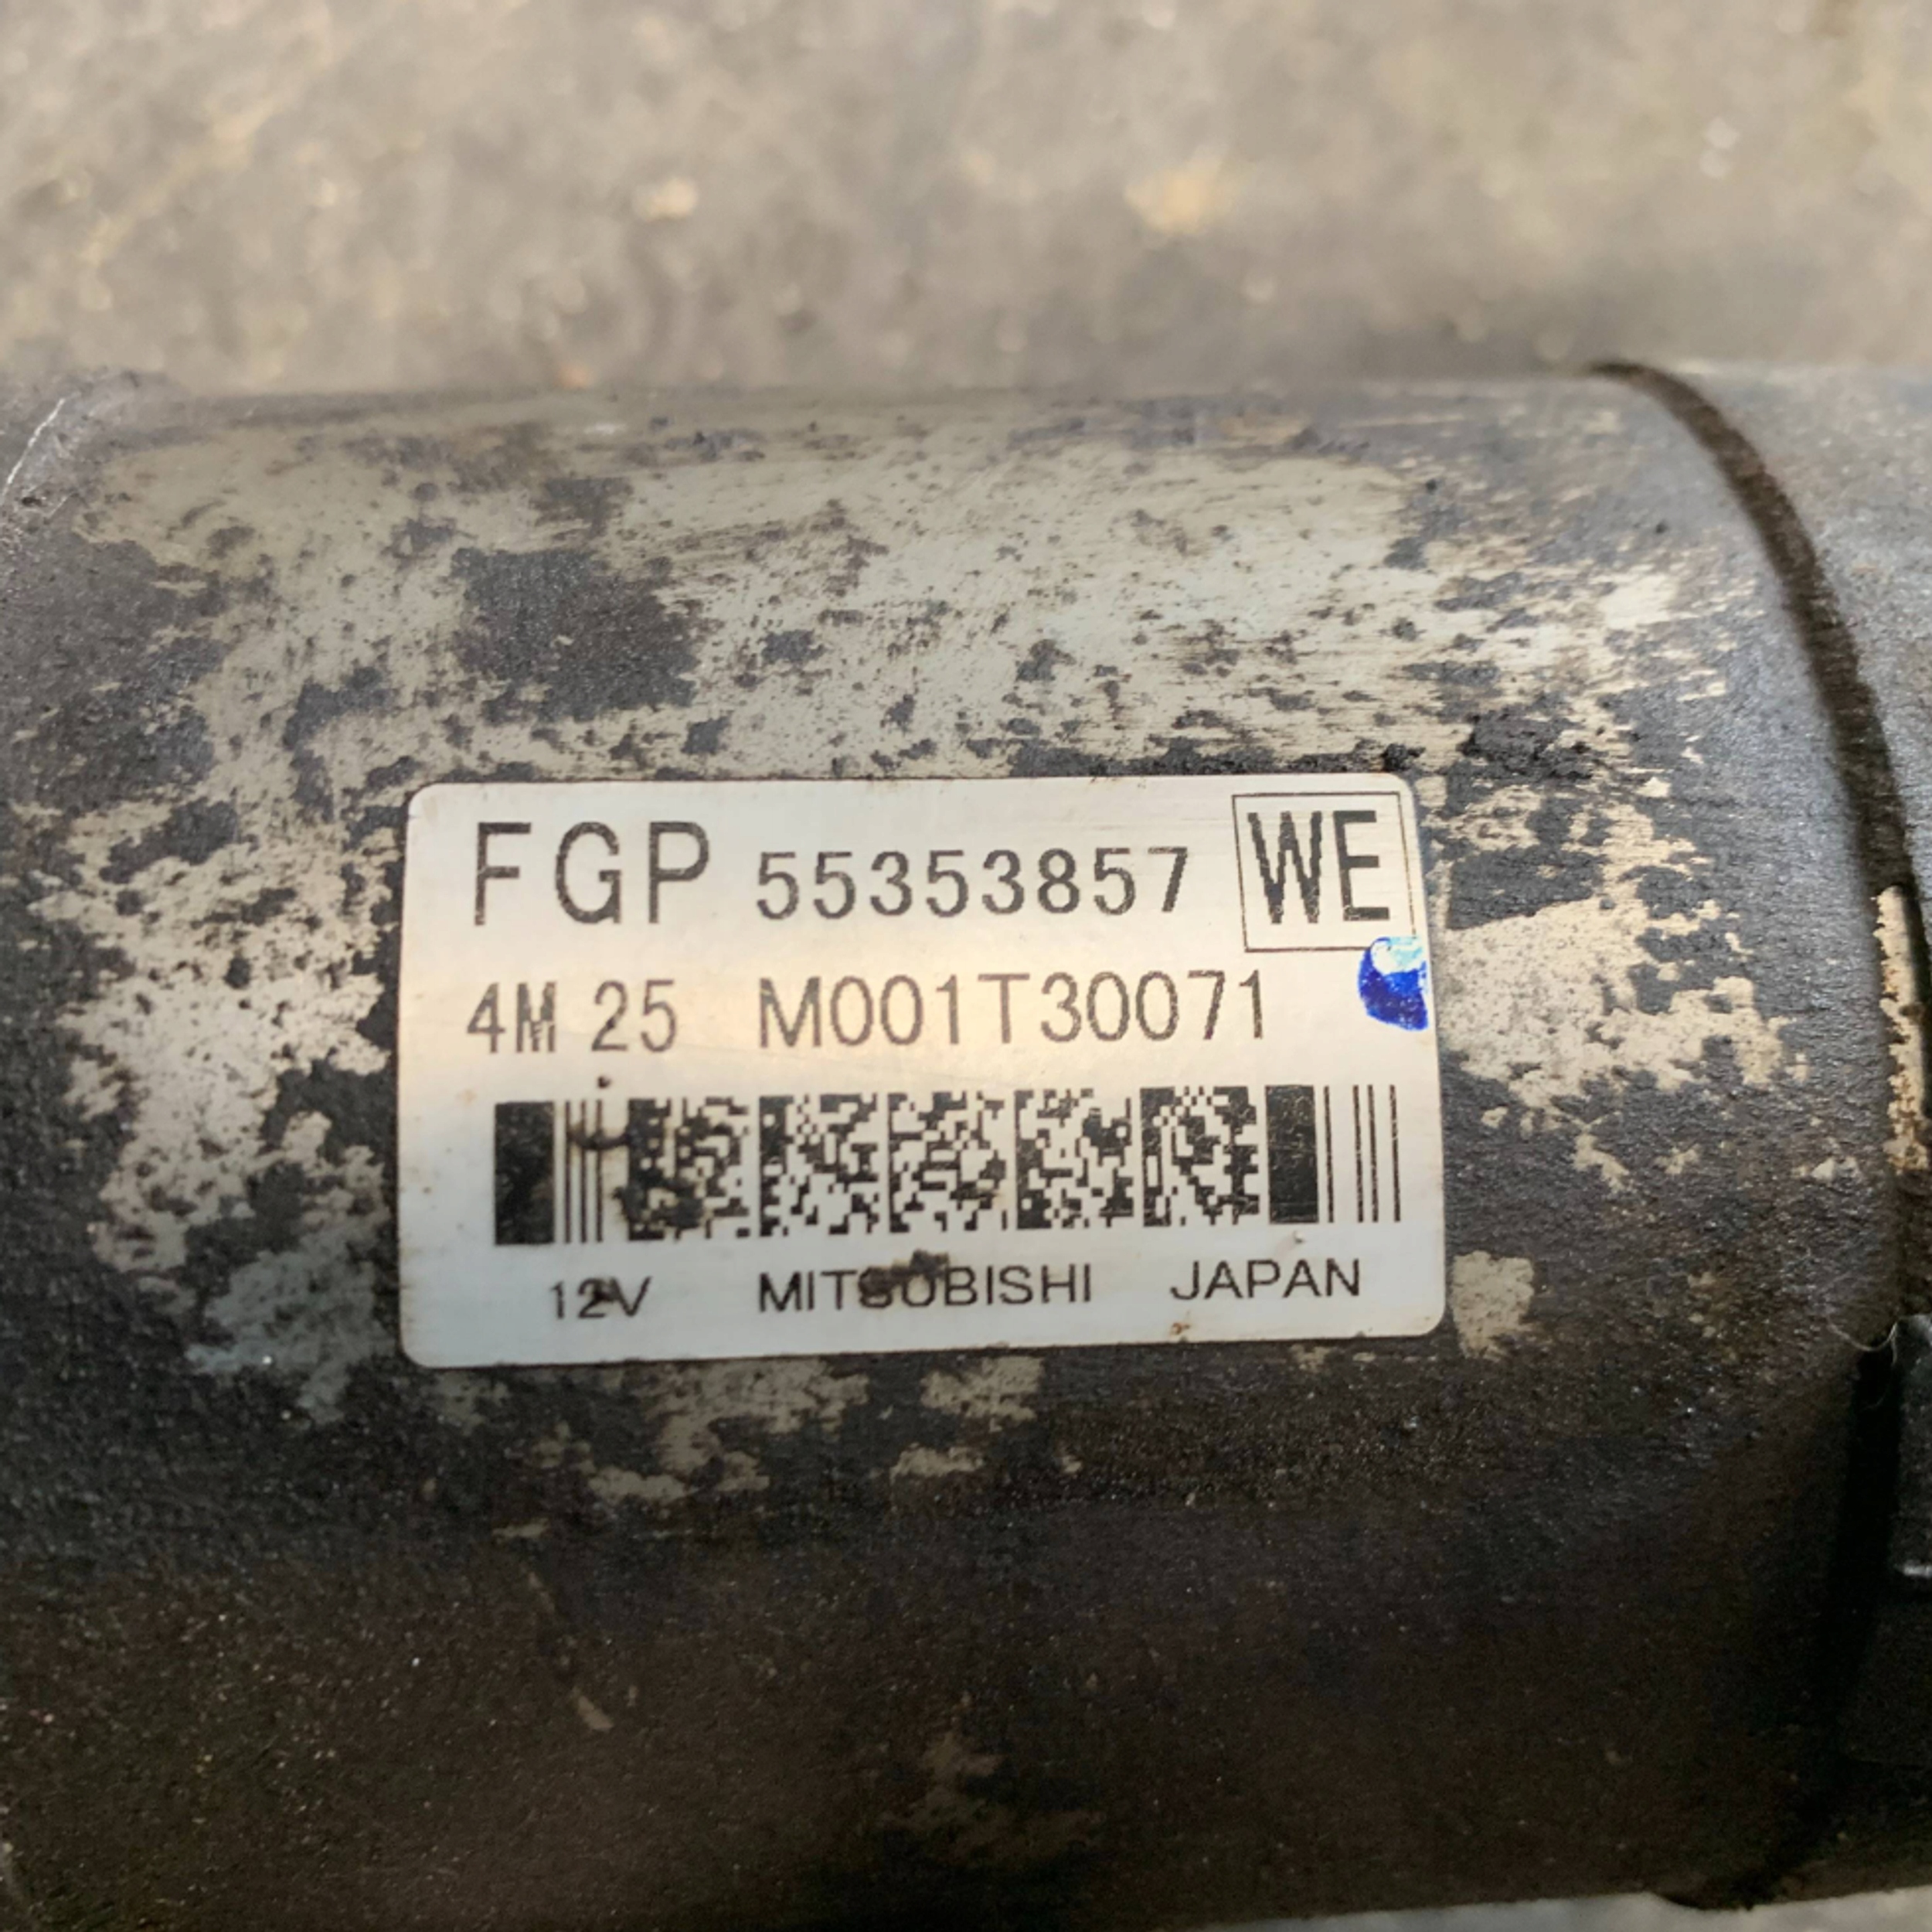 FGP 55353857 WE
4M 25 M001T30071
12V MITSUBISHI JAPAN